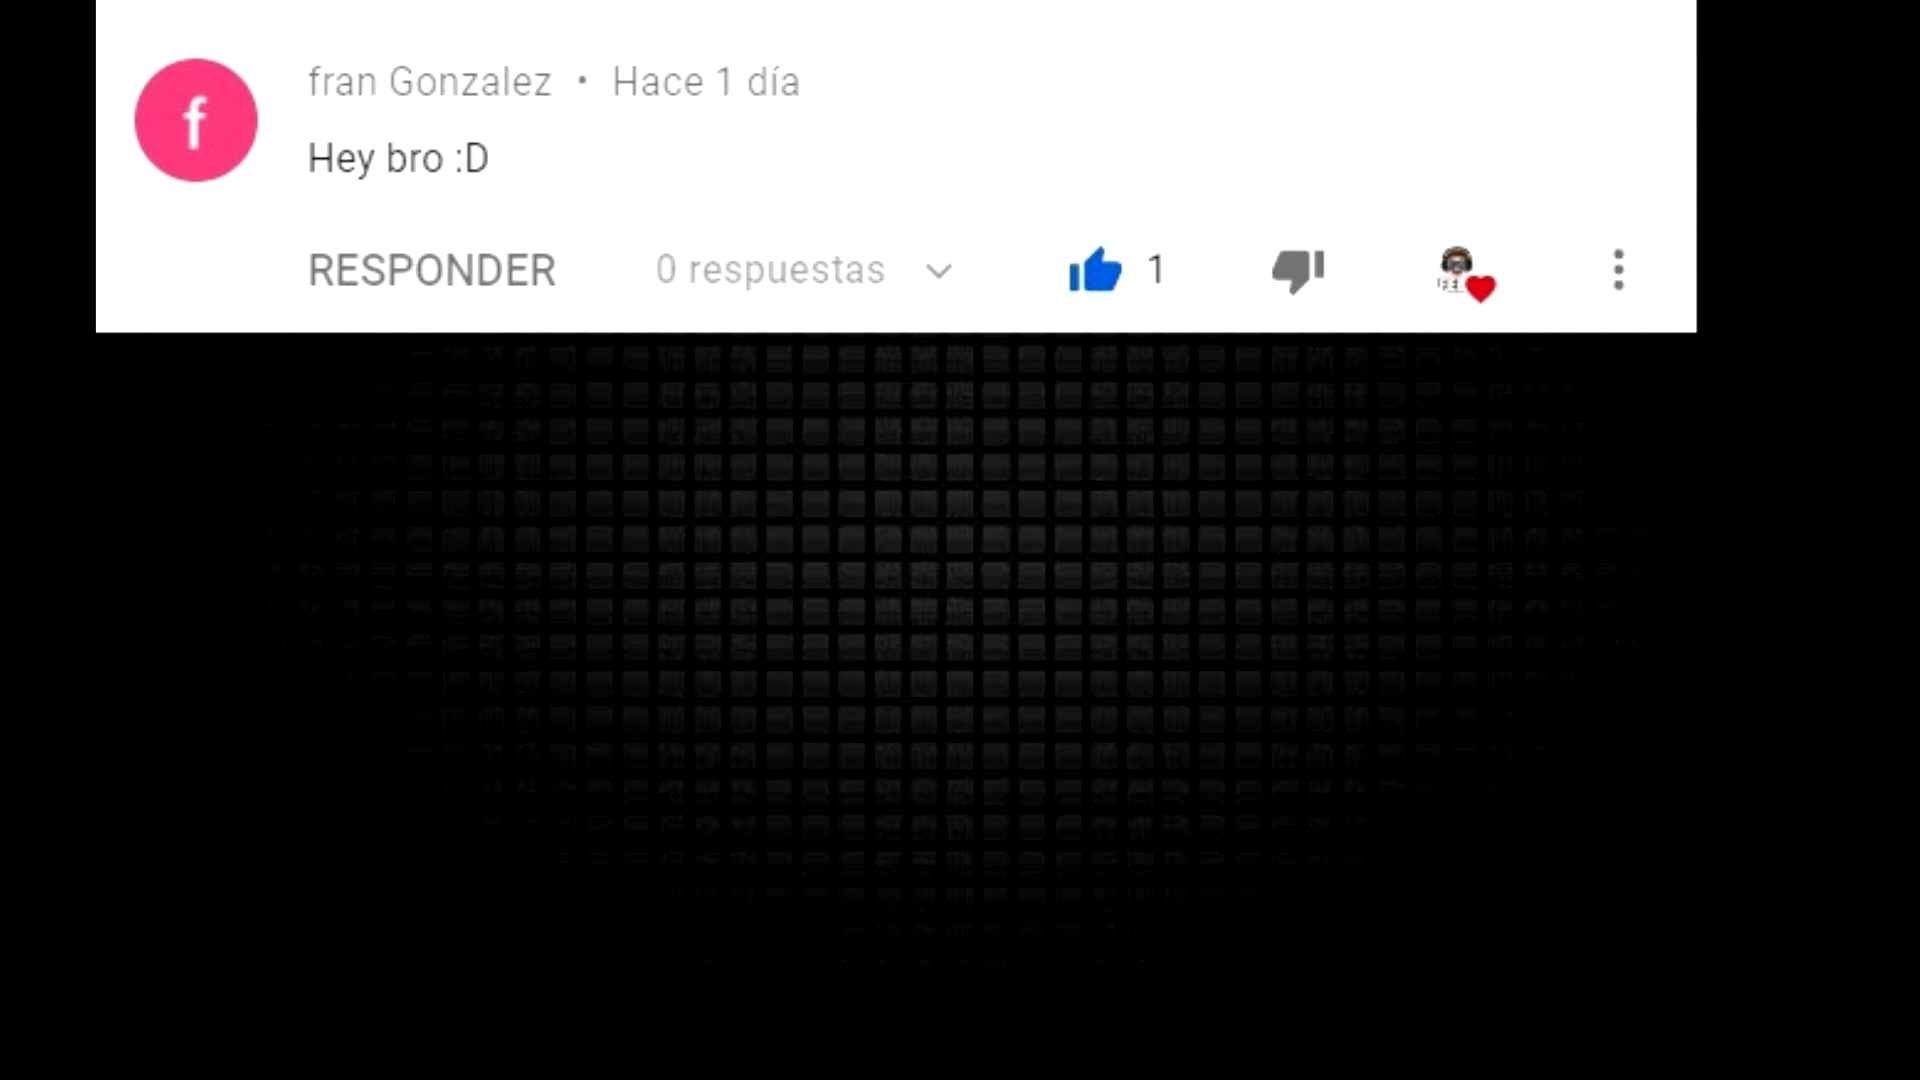 f
fran Gonzalez • Hace 1 día
Hey bro :D
RESPONDER 0 respuestas 1